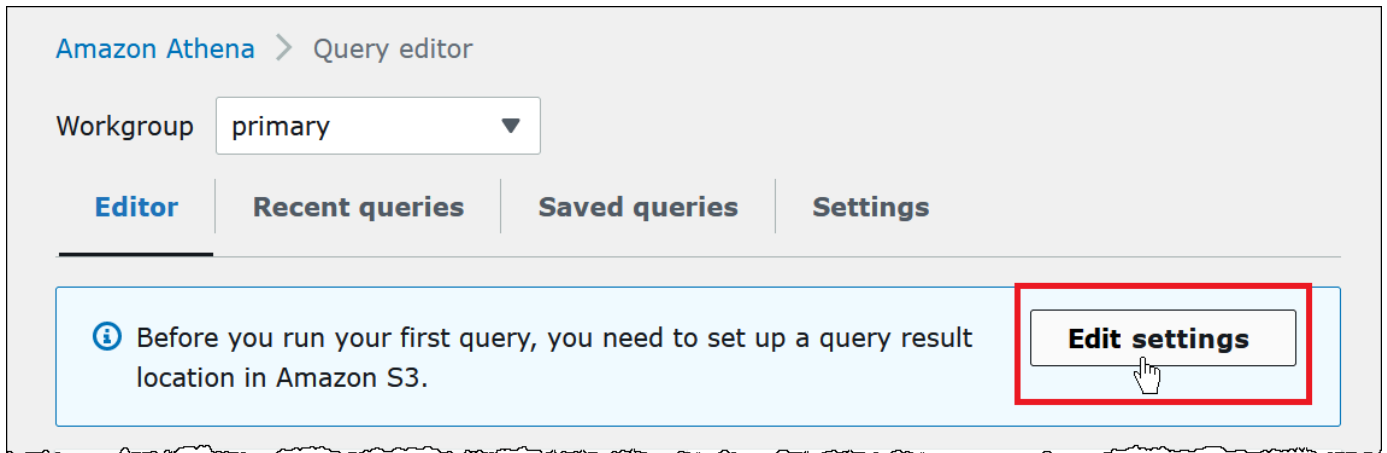 Amazon Athena > Query editor
Workgroup primary
Editor Recent queries Saved queries Settings
Before you run your first query, you need to set up a query result
location in Amazon S3.
Edit settings